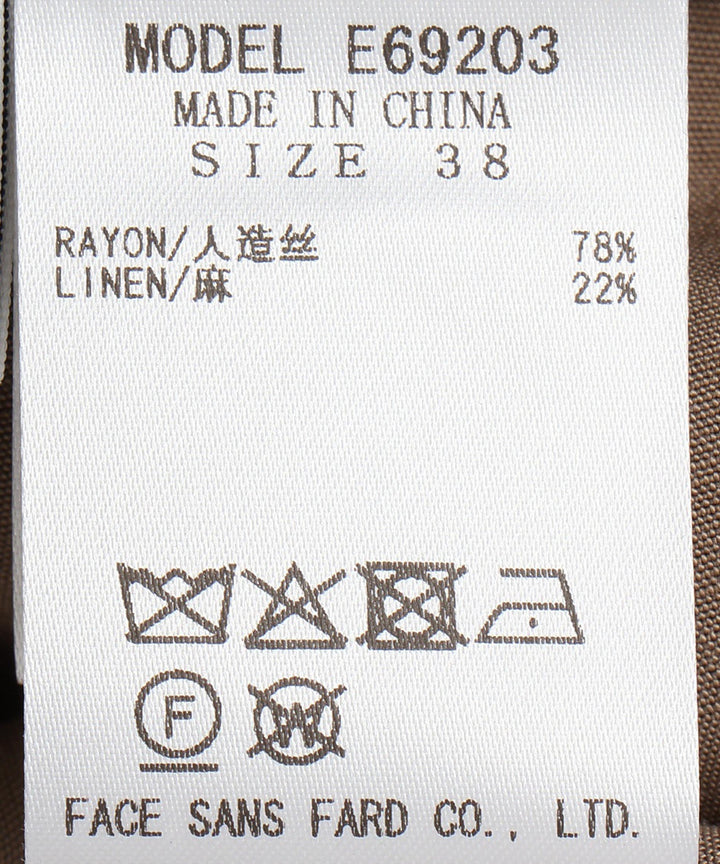 MODEL E69203
MADE IN CHINA
SIZE 38
RAYON/人造丝 78%
LINEN/麻 22%
F
W
FACE SANS FARD CO., LTD.